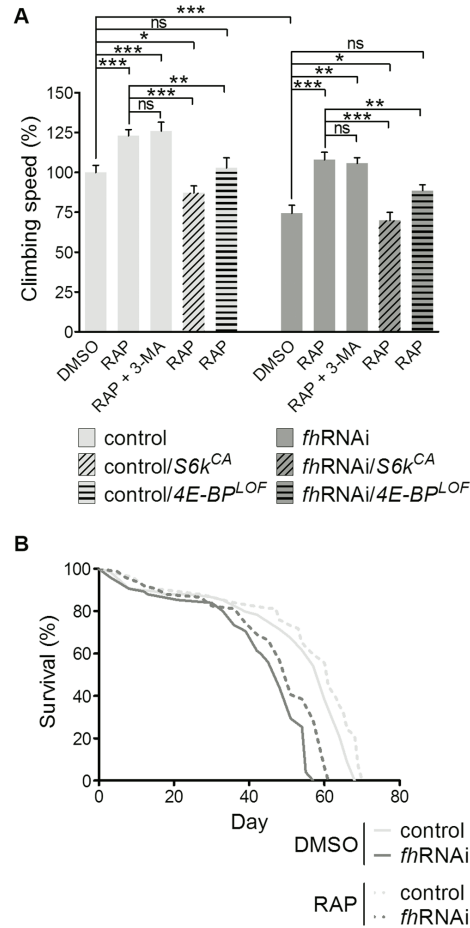 A
***
ns
*
***
***
**
***
ns
ns
*
**
***
**
***
ns
Climbing speed (%)
150
125
100
75
50
25
0
DMSO
RAP
RAP + 3-MA
RAP
RAP
DMSO
RAP
RAP + 3-MA
RAP
RAP
control
fhRNAi
control/S6k^CA
fhRNAi/S6k^CA
control/4E-BP^LOF
fhRNAi/4E-BP^LOF
B
Survival (%)
100
80
60
40
20
0
0 20 40 60 80
Day
DMSO
control
fhRNAi
RAP
control
fhRNAi